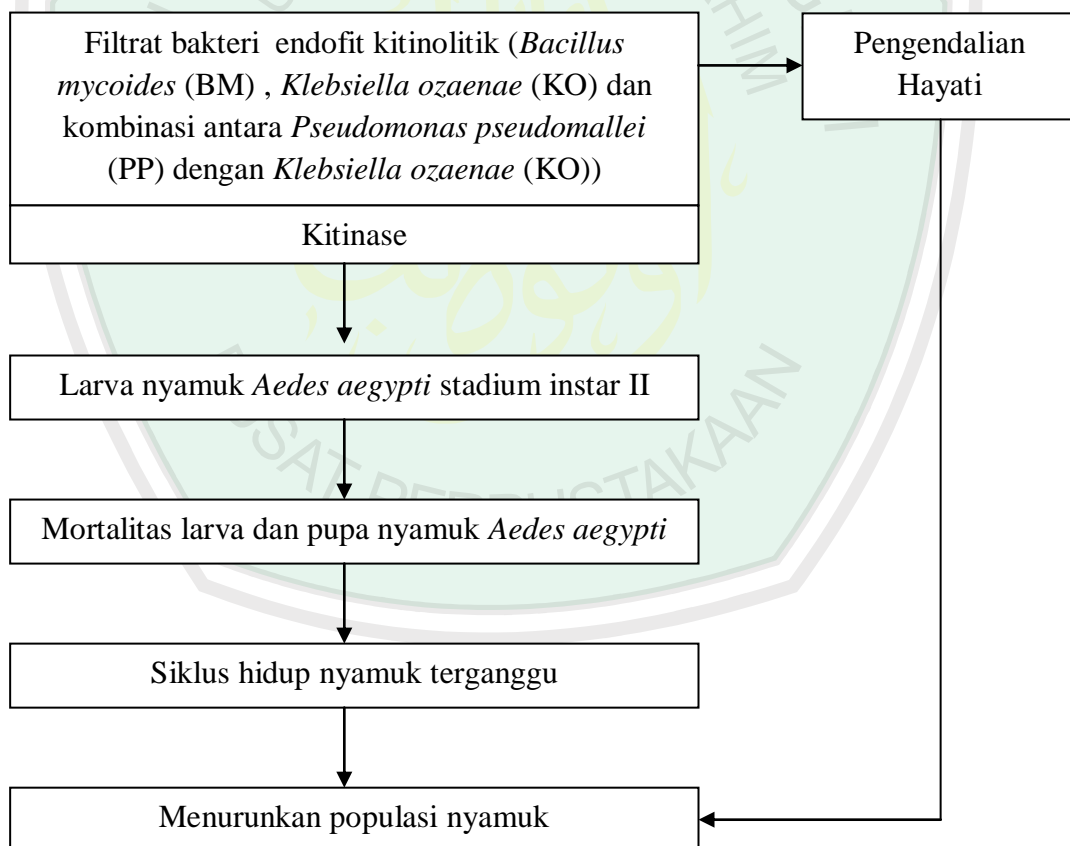 Filtrat bakteri endofit kitinolitik (Bacillus
mycoides (BM) , Klebsiella ozaenae (KO) dan
kombinasi antara Pseudomonas pseudomallei
(PP) dengan Klebsiella ozaenae (KO))
Kitinase
Pengendalian
Hayati
Larva nyamuk Aedes aegypti stadium instar II
Mortalitas larva dan pupa nyamuk Aedes aegypti
Siklus hidup nyamuk terganggu
Menurunkan populasi nyamuk